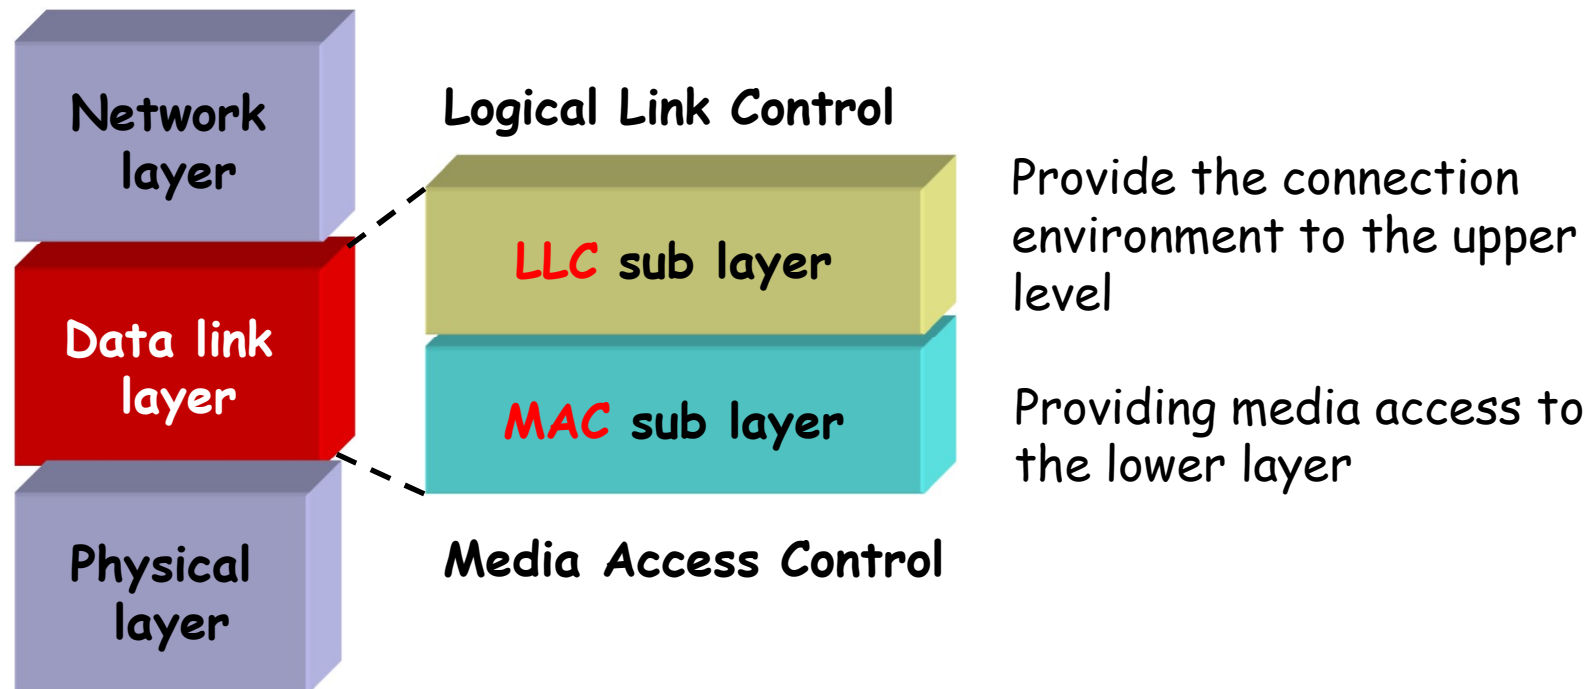 Network
layer
Data link
layer
Physical
layer
Logical Link Control
LLC sub layer
MAC sub layer
Media Access Control
Provide the connection
environment to the upper
level
Providing media access to
the lower layer